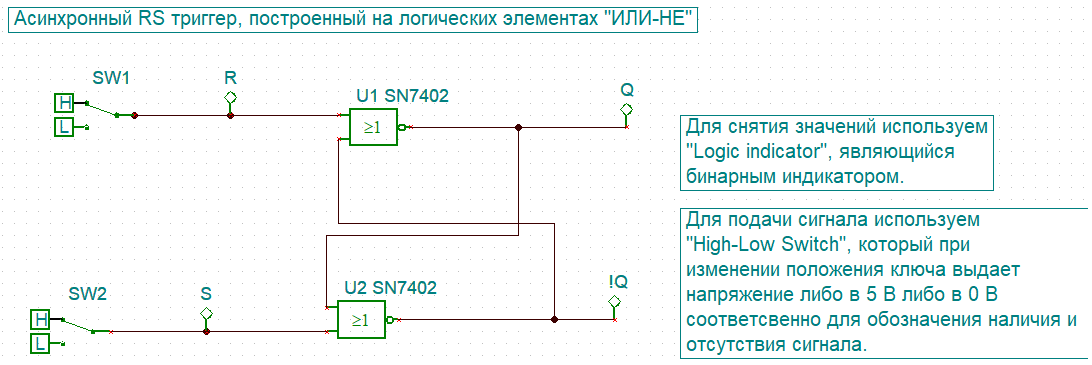 Асинхронный RS триггер, построенный на логических элементах "ИЛИ-НЕ"
SW1
H
L
R
U1 SN7402
≥1
Q
Для снятия значений используем
"Logic indicator", являющийся
бинарным индикатором.
Для подачи сигнала используем
"High-Low Switch", который при
изменении положения ключа выдает
напряжение либо в 5 В либо в 0 В
соответсвенно для обозначения наличия и
отсутствия сигнала.
SW2
H
L
S
U2 SN7402
≥1
!Q